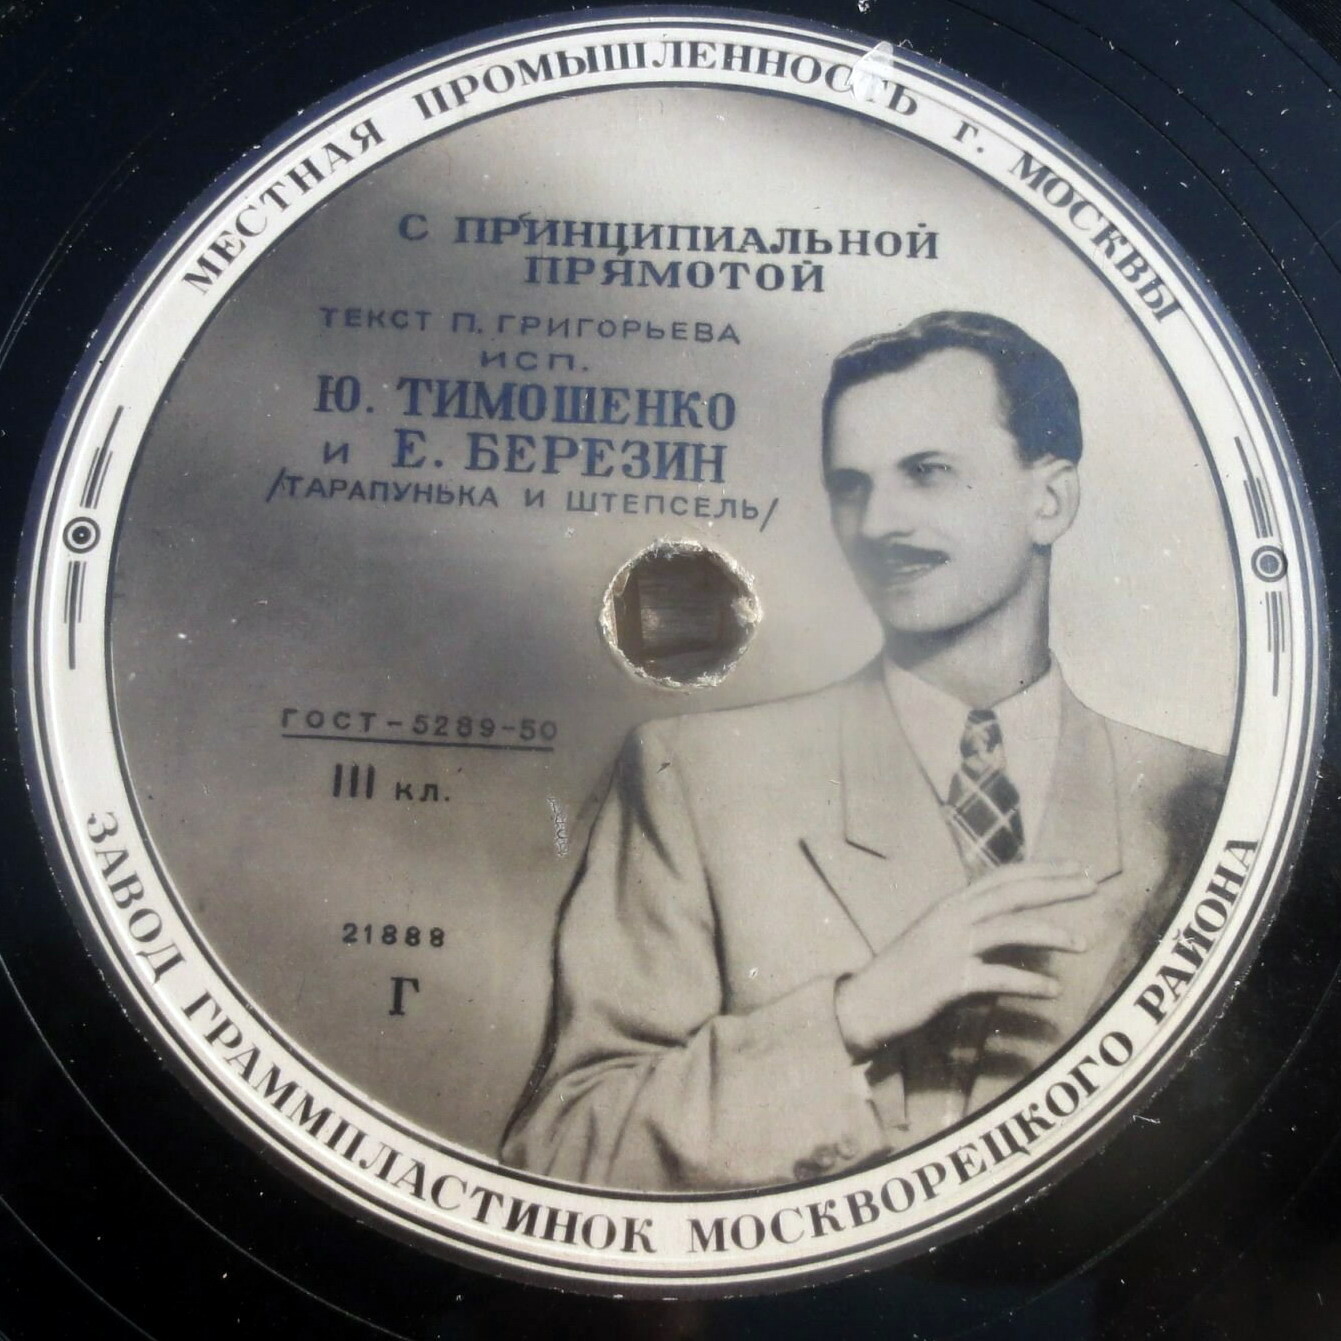 МЕСТНАЯ ПРОМЫШЛЕННОСТЬ г. МОСКВЫ
С ПРИНЦИПИАЛЬНОЙ
ПРЯМОТОЙ
ТЕКСТ П. ГРИГОРЬЕВА
ИСП.
Ю. ТИМОШЕНКО
И Е. БЕРЕЗИН
/ТАРАПУНЬКА И ШТЕПСЕЛЬ/
ГОСТ-5289-50
III кл.
21888
Г
ЗАВОД ГРАММПЛАСТИНОК МОСКВОРЕЦКОГО РАЙОНА